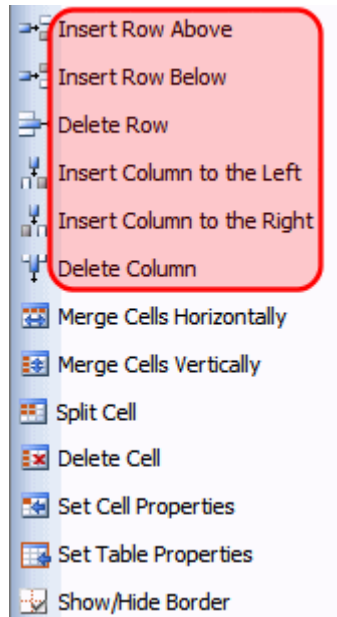 Insert Row Above
Insert Row Below
Delete Row
Insert Column to the Left
Insert Column to the Right
Delete Column
Merge Cells Horizontally
Merge Cells Vertically
Split Cell
Delete Cell
Set Cell Properties
Set Table Properties
Show/Hide Border